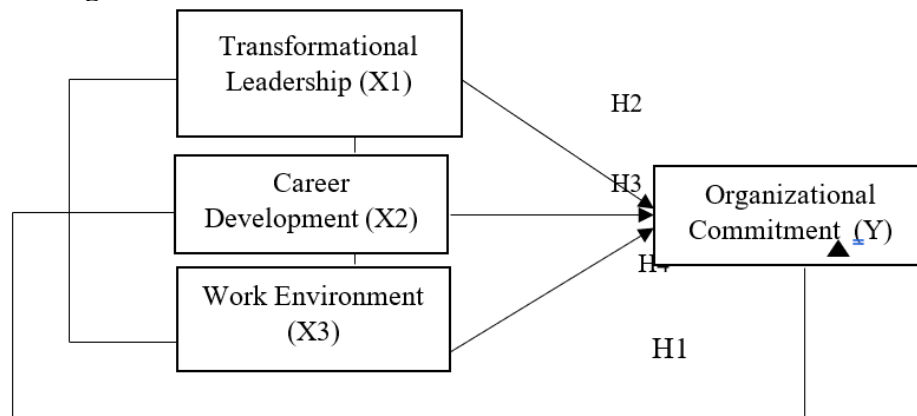 Transformational
Leadership (X1)
H2
Career
Development (X2)
H3
Organizational
Commitment (Y)
H4
Work Environment
(X3)
H1